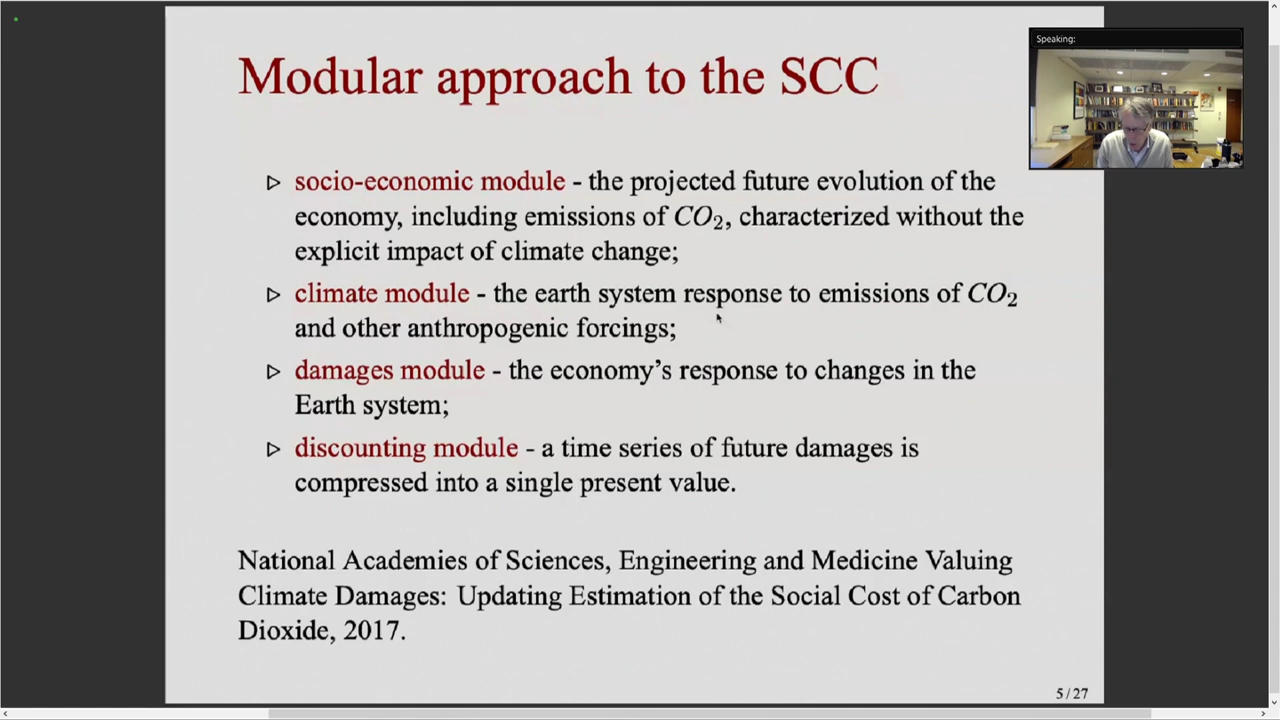 Modular approach to the SCC
Speaking:
▷ socio-economic module - the projected future evolution of the
economy, including emissions of CO₂, characterized without the
explicit impact of climate change;
▷ climate module - the earth system response to emissions of CO₂
and other anthropogenic forcings;
▷ damages module - the economy’s response to changes in the
Earth system;
▷ discounting module - a time series of future damages is
compressed into a single present value.
National Academies of Sciences, Engineering and Medicine Valuing
Climate Damages: Updating Estimation of the Social Cost of Carbon
Dioxide, 2017.
5 / 27